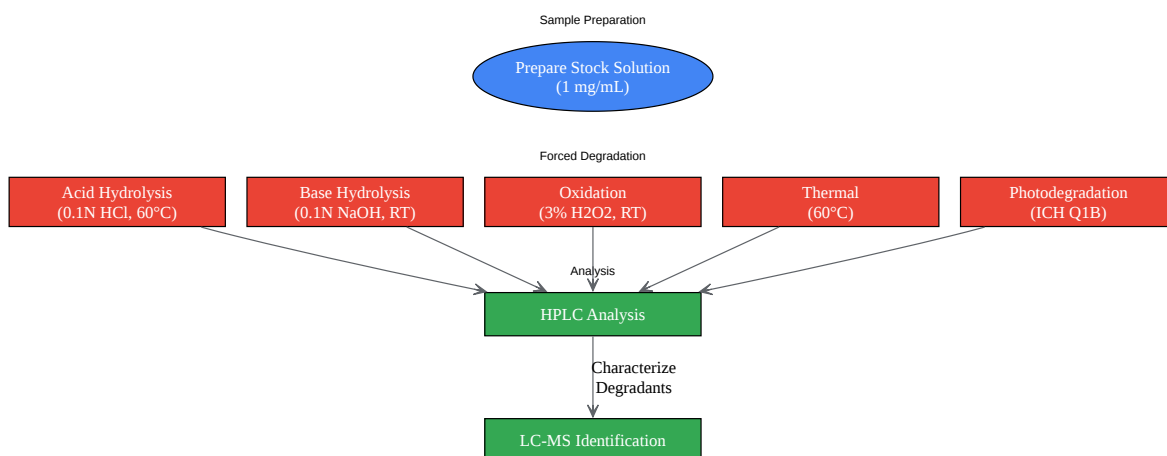 Sample Preparation
Prepare Stock Solution
(1 mg/mL)
Forced Degradation
Acid Hydrolysis
(0.1N HCl, 60°C)
Base Hydrolysis
(0.1N NaOH, RT)
Oxidation
(3% H2O2, RT)
Thermal
(60°C)
Photodegradation
(ICH Q1B)
Analysis
HPLC Analysis
Characterize
Degradants
LC-MS Identification